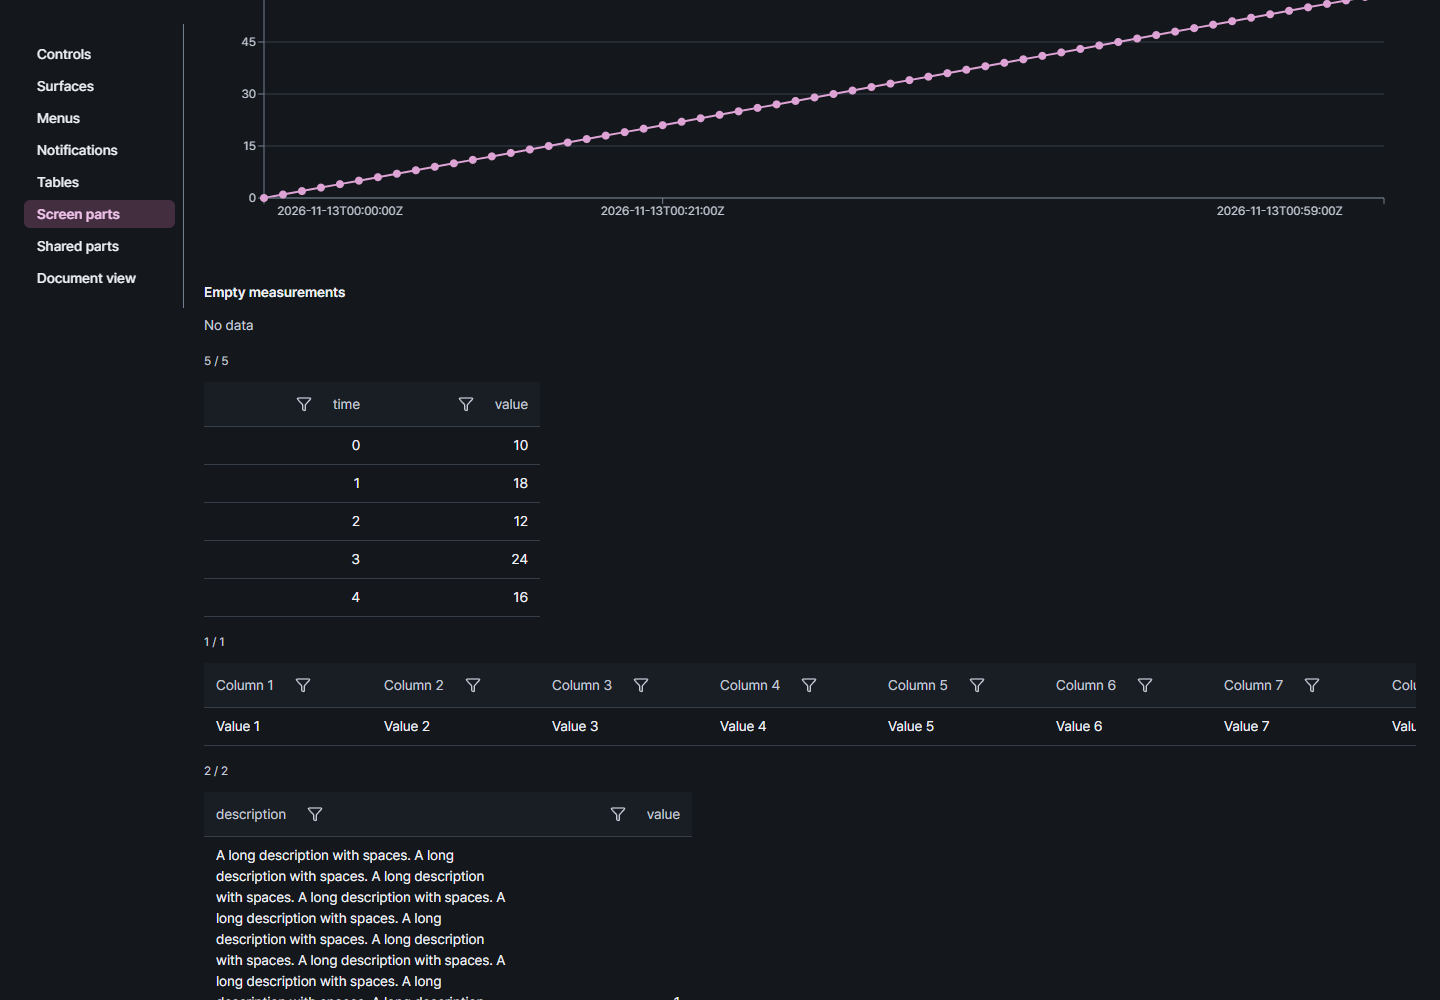 Controls
Surfaces
Menus
Notifications
Tables
Screen parts
Shared parts
Document view
45
30
15
0
2026-11-13T00:00:00Z 2026-11-13T00:21:00Z 2026-11-13T00:59:00Z
Empty measurements
No data
5 / 5
time value
0 10
1 18
2 12
3 24
4 16
1 / 1
Column 1 Column 2 Column 3 Column 4 Column 5 Column 6 Column 7
Value 1 Value 2 Value 3 Value 4 Value 5 Value 6 Value 7
2 / 2
description value
A long description with spaces. A long
description with spaces. A long description
with spaces. A long description with spaces. A
long description with spaces. A long
description with spaces. A long description
with spaces. A long description with spaces. A
long description with spaces. A long